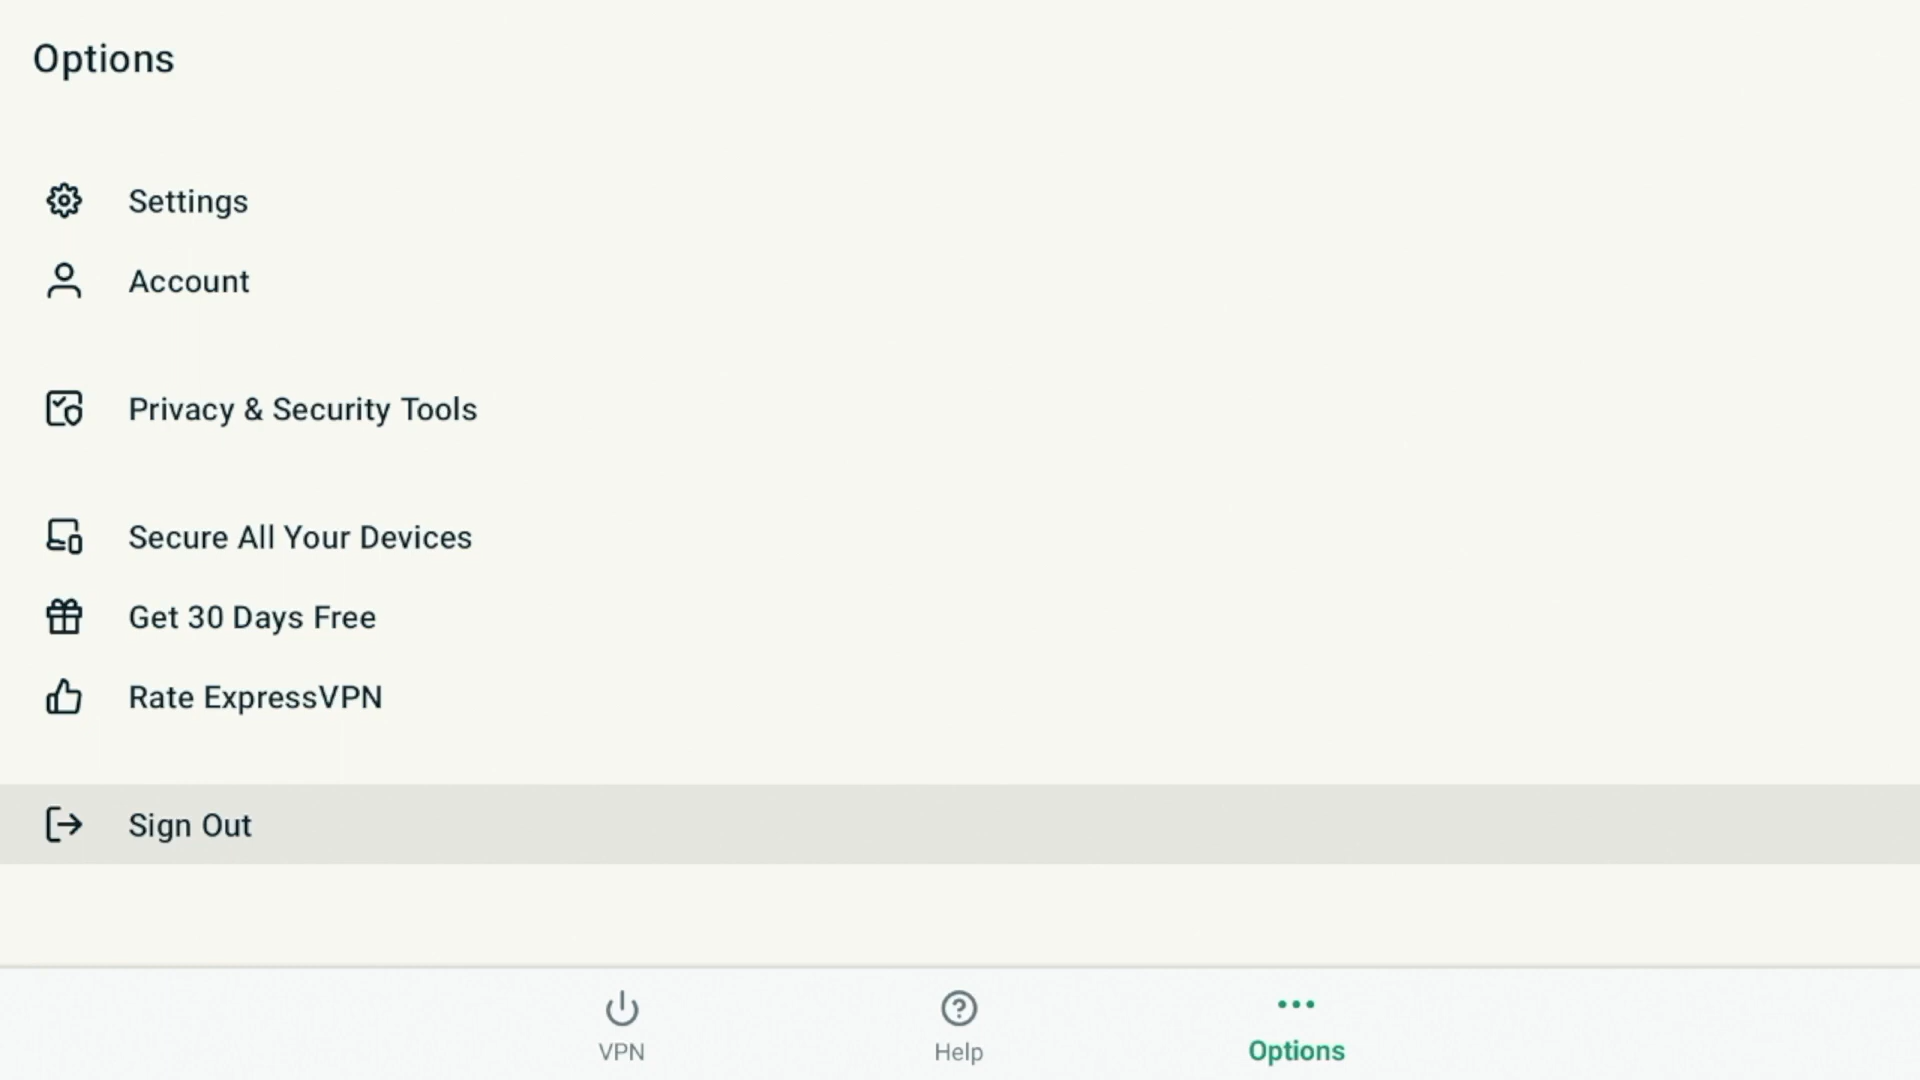 Options
Settings
Account
Privacy & Security Tools
Secure All Your Devices
Get 30 Days Free
Rate ExpressVPN
Sign Out
VPN
Help
Options